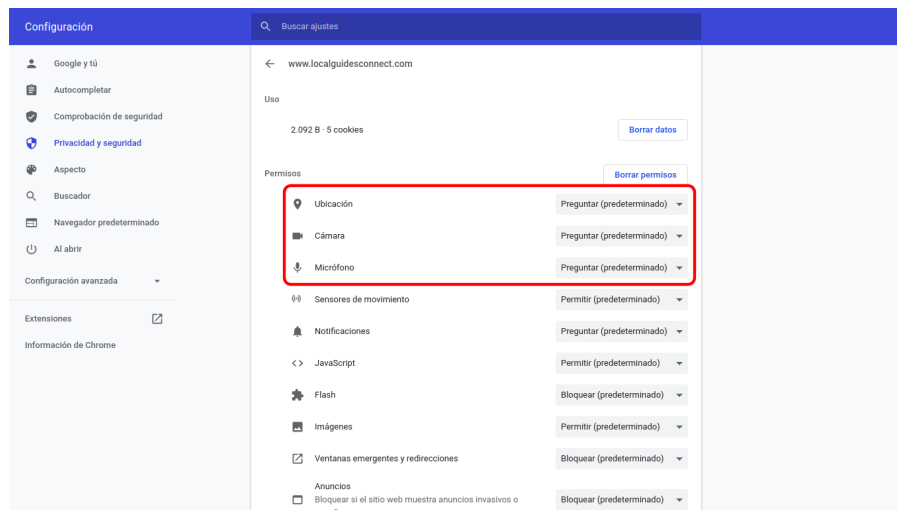 Configuración
Buscar ajustes
Google y tú
Autocompletar
Comprobación de seguridad
Privacidad y seguridad
Aspecto
Buscador
Navegador predeterminado
Al abrir
Configuración avanzada
Extensiones
Información de Chrome
www.localguidesconnect.com
Uso
2.092 B · 5 cookies
Borrar datos
Permisos
Borrar permisos
Ubicación
Preguntar (predeterminado)
Cámara
Preguntar (predeterminado)
Micrófono
Preguntar (predeterminado)
Sensores de movimiento
Permitir (predeterminado)
Notificaciones
Preguntar (predeterminado)
JavaScript
Permitir (predeterminado)
Flash
Bloquear (predeterminado)
Imágenes
Permitir (predeterminado)
Ventanas emergentes y redirecciones
Bloquear (predeterminado)
Anuncios
Bloquear si el sitio web muestra anuncios invasivos o
Bloquear (predeterminado)